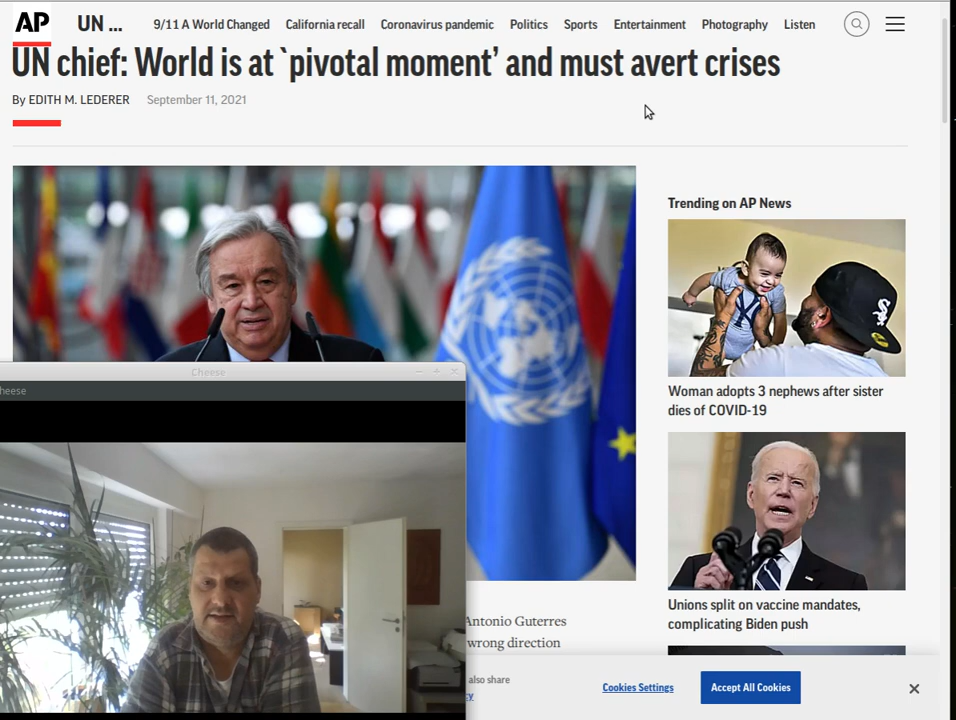 AP
UN ...
9/11 A World Changed
California recall
Coronavirus pandemic
Politics
Sports
Entertainment
Photography
Listen
UN chief: World is at `pivotal moment’ and must avert crises
By EDITH M. LEDERER
September 11, 2021
Trending on AP News
Woman adopts 3 nephews after sister
dies of COVID-19
Unions split on vaccine mandates,
complicating Biden push
Cheese
heese
Antonio Guterres
wrong direction
also share
cy
Cookies Settings
Accept All Cookies